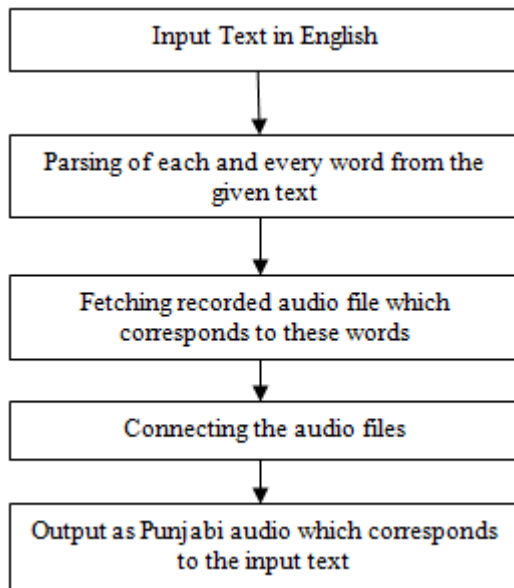 Input Text in English
Parsing of each and every word from the
given text
Fetching recorded audio file which
corresponds to these words
Connecting the audio files
Output as Punjabi audio which corresponds
to the input text